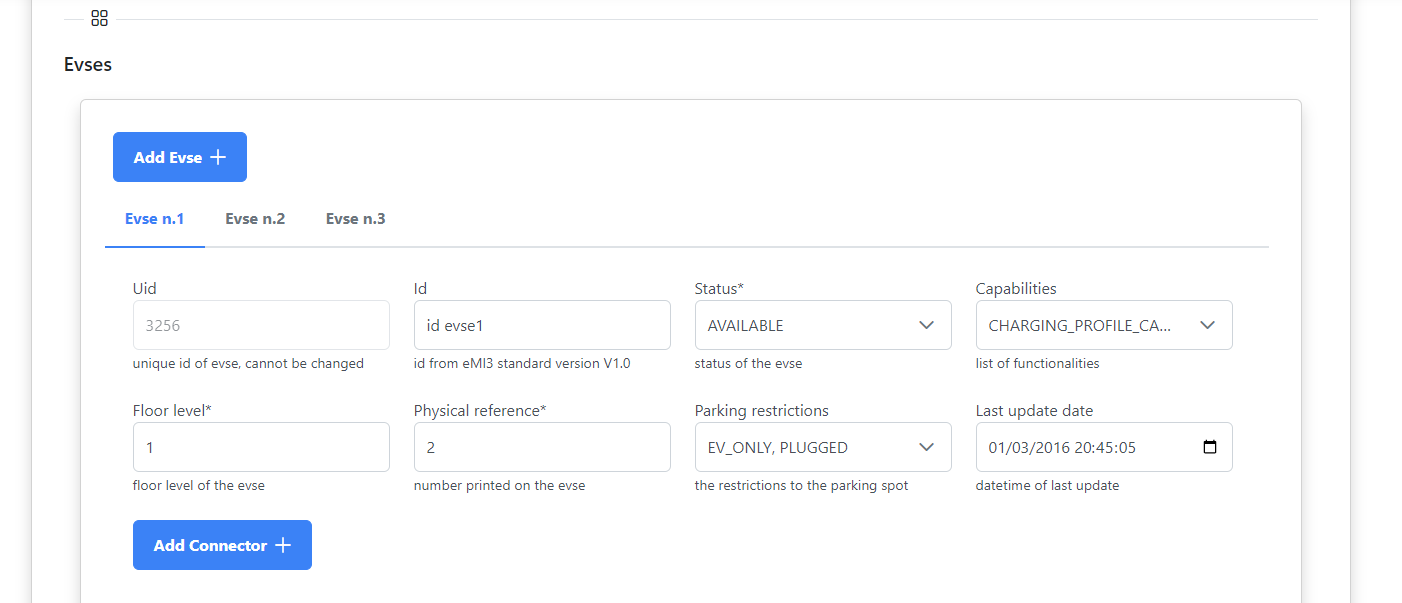 Evses
Add Evse
Evse n.1 Evse n.2 Evse n.3
Uid Id Status* Capabilities
3256 id evse1 AVAILABLE CHARGING_PROFILE_CA...
unique id of evse, cannot be changed id from eMI3 standard version V1.0 status of the evse list of functionalities
Floor level* Physical reference* Parking restrictions Last update date
1 2 EV_ONLY, PLUGGED 01/03/2016 20:45:05
floor level of the evse number printed on the evse the restrictions to the parking spot datetime of last update
Add Connector